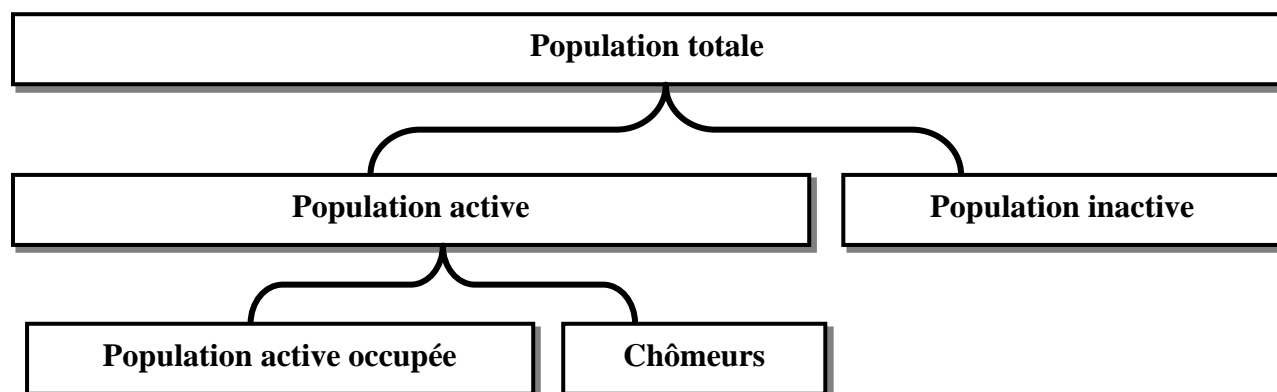 Population totale
Population active
Population inactive
Population active occupée
Chômeurs